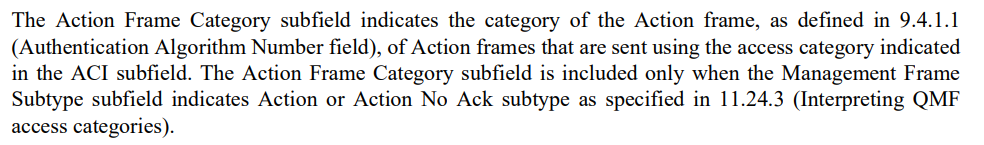 The Action Frame Category subfield indicates the category of the Action frame, as defined in 9.4.1.1
(Authentication Algorithm Number field), of Action frames that are sent using the access category indicated
in the ACI subfield. The Action Frame Category subfield is included only when the Management Frame
Subtype subfield indicates Action or Action No Ack subtype as specified in 11.24.3 (Interpreting QMF
access categories).